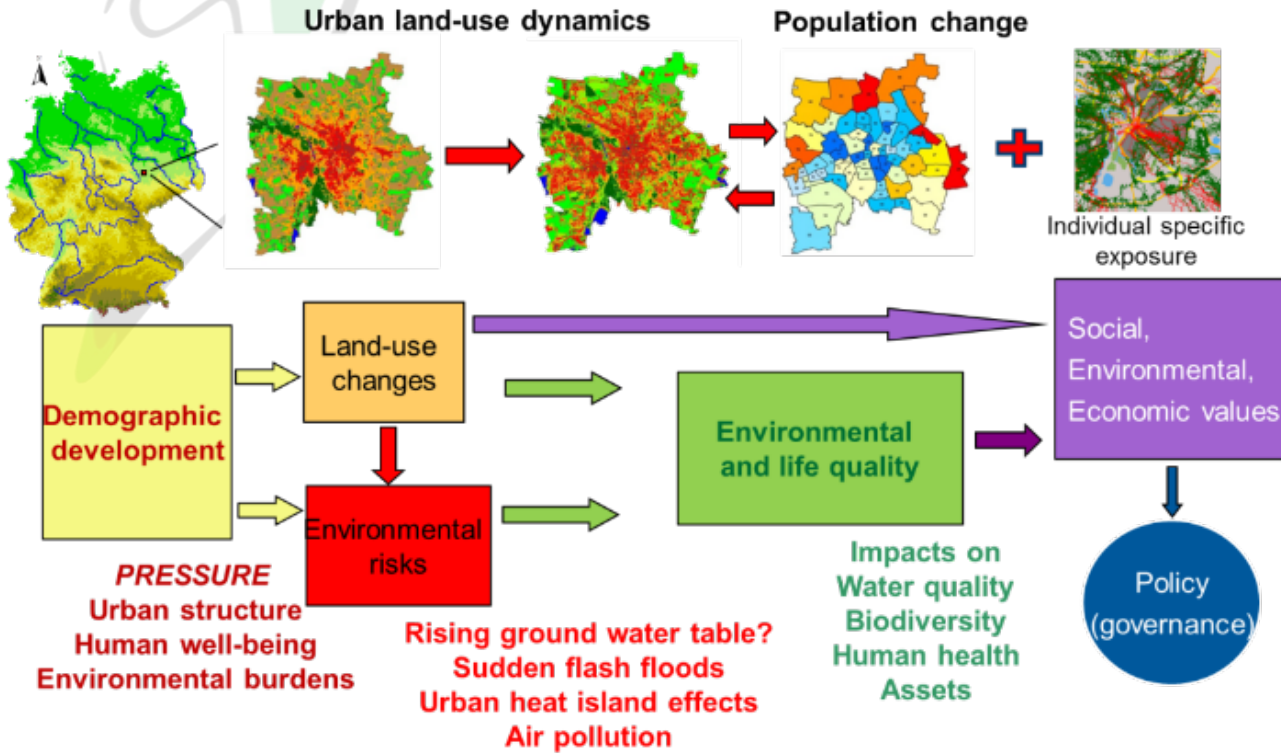 Urban land-use dynamics
Population change
Individual specific
exposure
Demographic
development
Land-use
changes
Environmental
risks
Environmental
and life quality
Social,
Environmental,
Economic values
Policy
(governance)
PRESSURE
Urban structure
Human well-being
Environmental burdens
Rising ground water table?
Sudden flash floods
Urban heat island effects
Air pollution
Impacts on
Water quality
Biodiversity
Human health
Assets